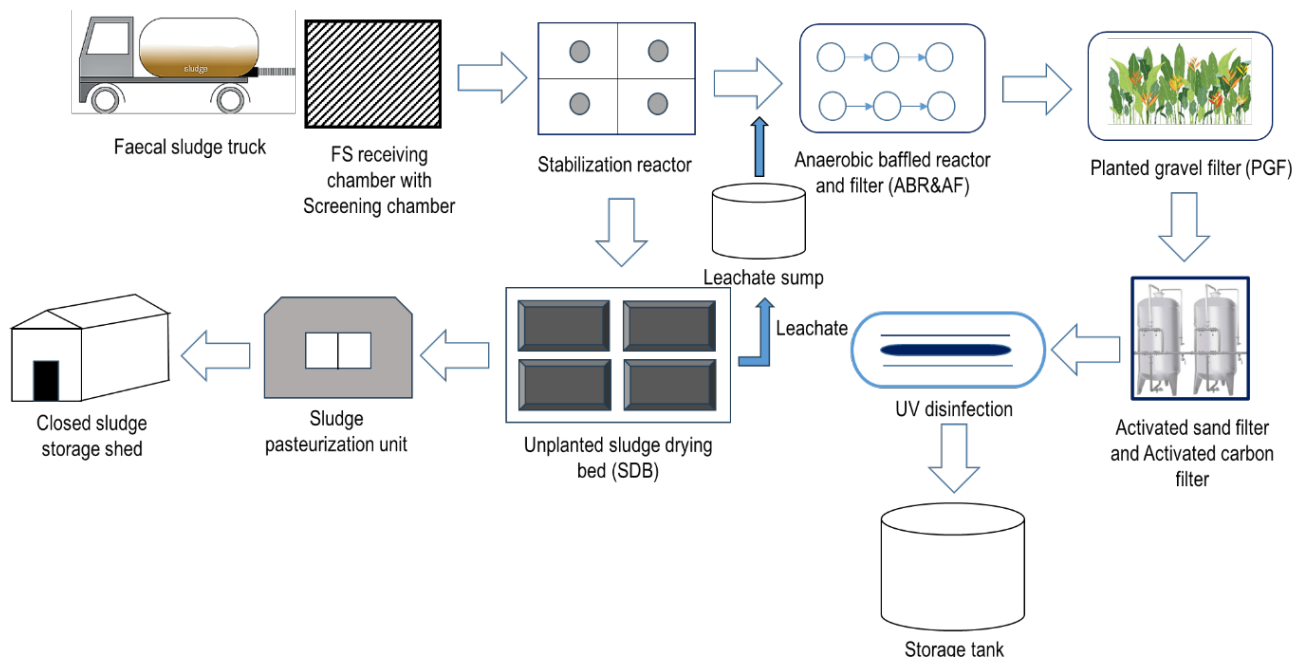 sludge
Faecal sludge truck
FS receiving
chamber with
Screening chamber
Stabilization reactor
Anaerobic baffled reactor
and filter (ABR&AF)
Planted gravel filter (PGF)
Leachate sump
Leachate
Closed sludge
storage shed
Sludge
pasteurization unit
Unplanted sludge drying
bed (SDB)
UV disinfection
Activated sand filter
and Activated carbon
filter
Storage tank